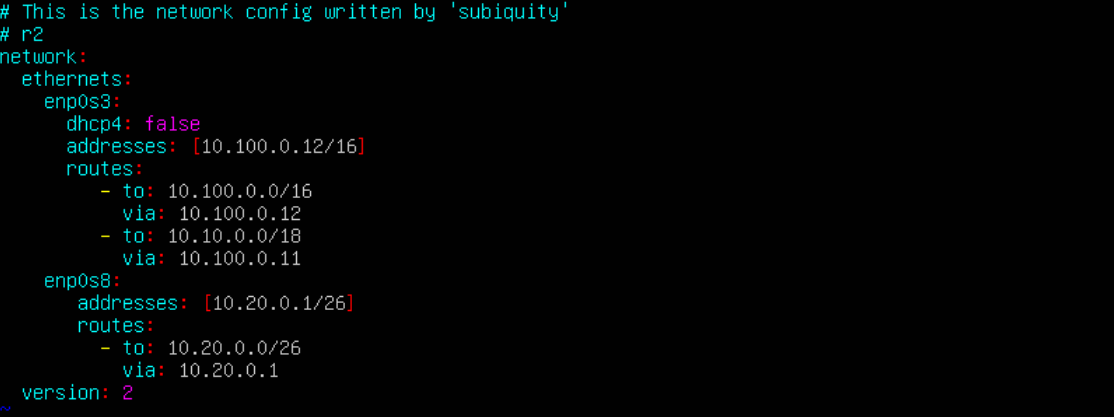 # This is the network config written by 'subiquity'
# r2
network:
  ethernets:
    enp0s3:
      dhcp4: false
      addresses: [10.100.0.12/16]
      routes:
         - to: 10.100.0.0/16
           via: 10.100.0.12
         - to: 10.10.0.0/18
           via: 10.100.0.11
    enp0s8:
       addresses: [10.20.0.1/26]
       routes:
         - to: 10.20.0.0/26
           via: 10.20.0.1
  version: 2
~